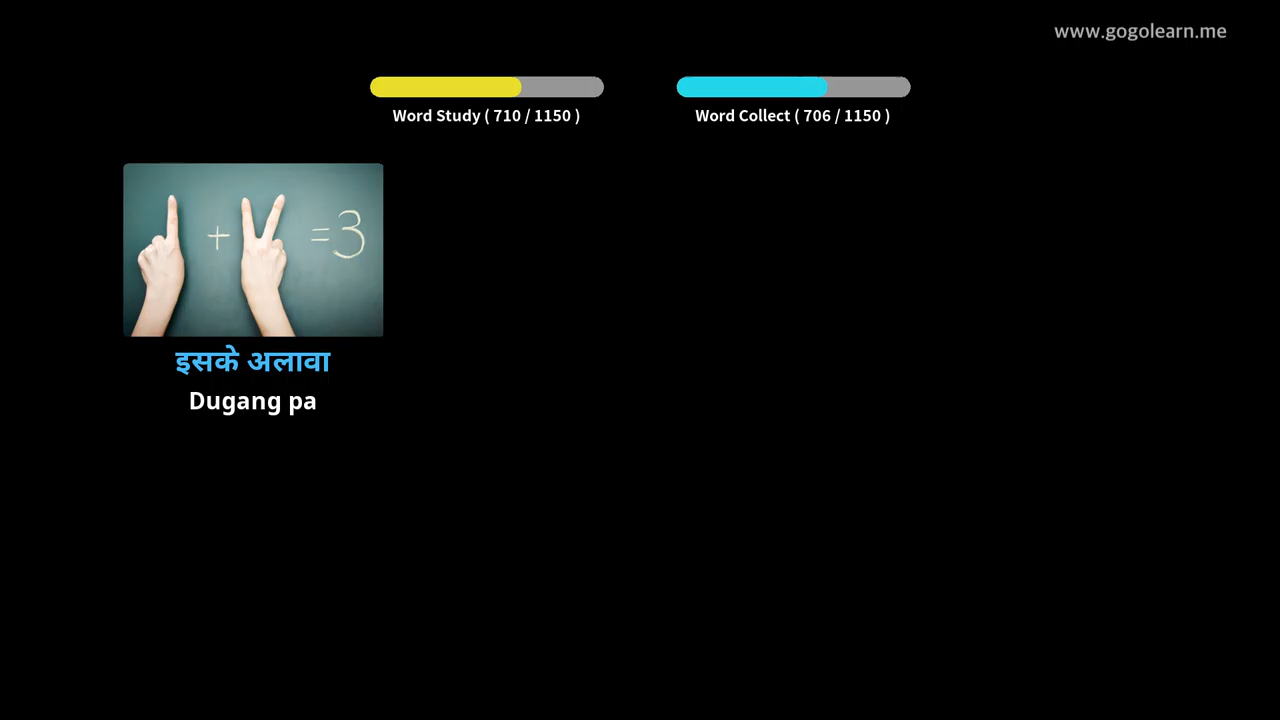 www.gogolearn.me
Word Study ( 710 / 1150 )
Word Collect ( 706 / 1150 )
+ =3
इसके अलावा
Dugang pa